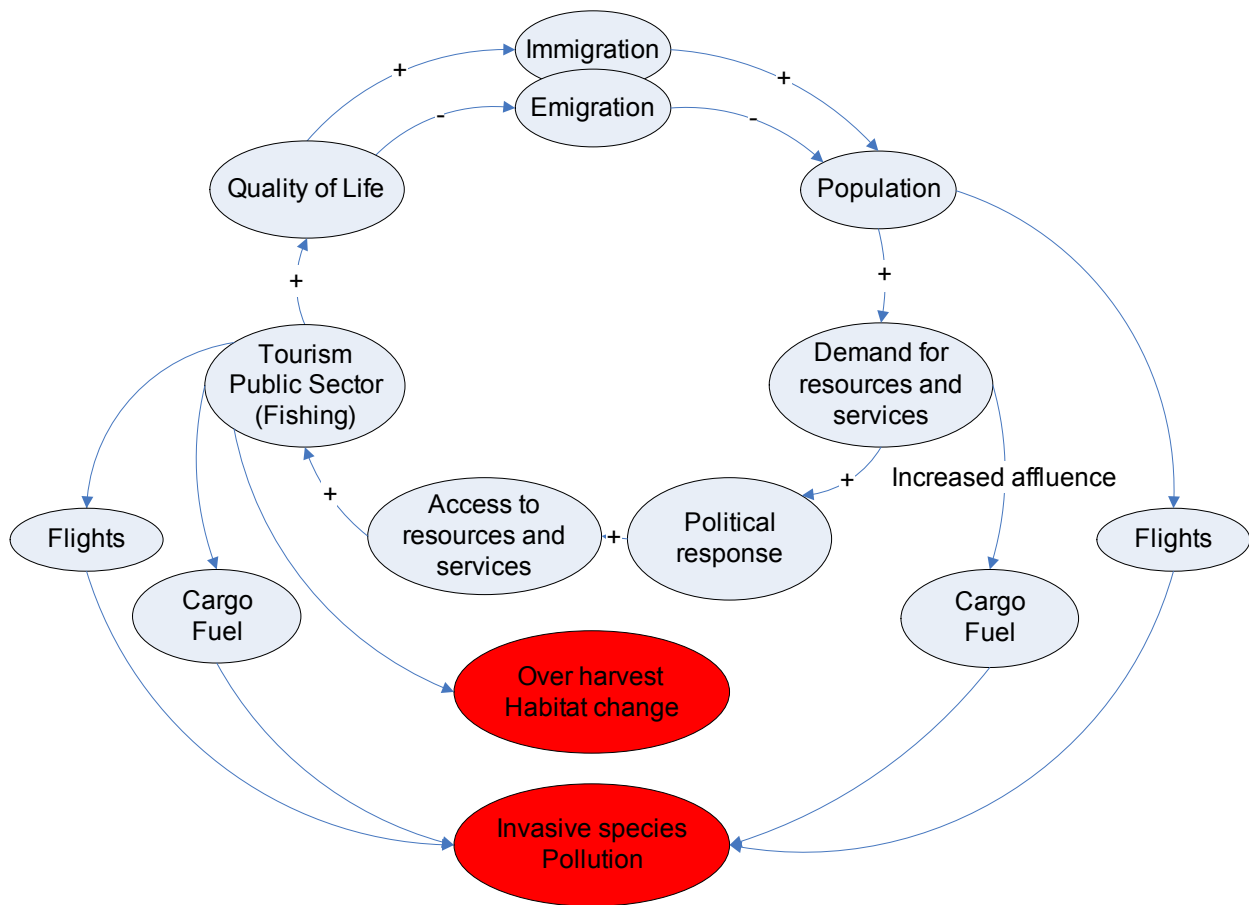 Immigration
+
+
Emigration
-
-
Quality of Life
Population
+
+
Tourism
Public Sector
(Fishing)
Demand for
resources and
services
+
Increased affluence
+
Access to
resources and
services
+
Political
response
Flights
Flights
Cargo
Fuel
Cargo
Fuel
Over harvest
Habitat change
Invasive species
Pollution